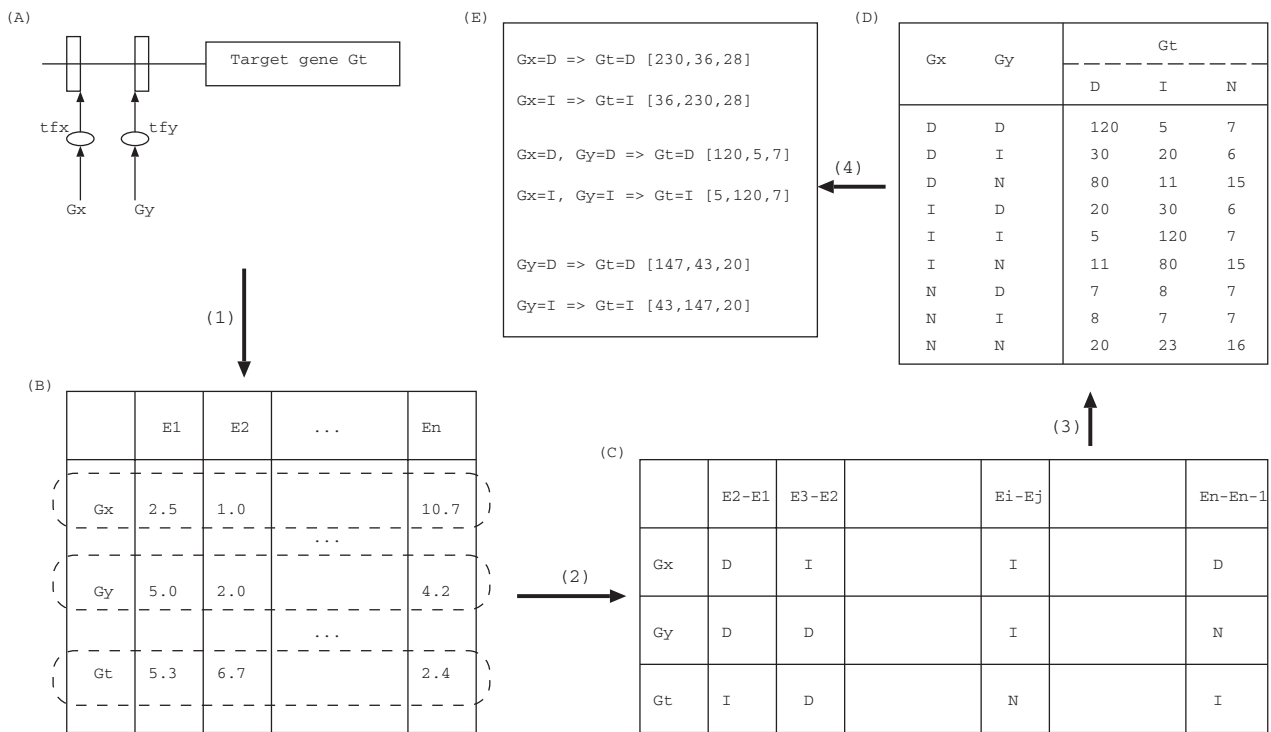 (A)
Target gene Gt
tfx tfy
Gx Gy
(1)
(B)
E1 E2 ... En
Gx 2.5 1.0 10.7
...
Gy 5.0 2.0 4.2
...
Gt 5.3 6.7 2.4
(2)
(C)
E2-E1 E3-E2 Ei-Ej En-En-1
Gx D I I D
Gy D D I N
Gt I D N I
(3)
(D)
Gx Gy Gt
D I N
D D 120 5 7
D I 30 20 6
D N 80 11 15
I D 20 30 6
I I 5 120 7
I N 11 80 15
N D 7 8 7
N I 8 7 7
N N 20 23 16
(4)
(E)
Gx=D => Gt=D [230,36,28]
Gx=I => Gt=I [36,230,28]
Gx=D, Gy=D => Gt=D [120,5,7]
Gx=I, Gy=I => Gt=I [5,120,7]
Gy=D => Gt=D [147,43,20]
Gy=I => Gt=I [43,147,20]